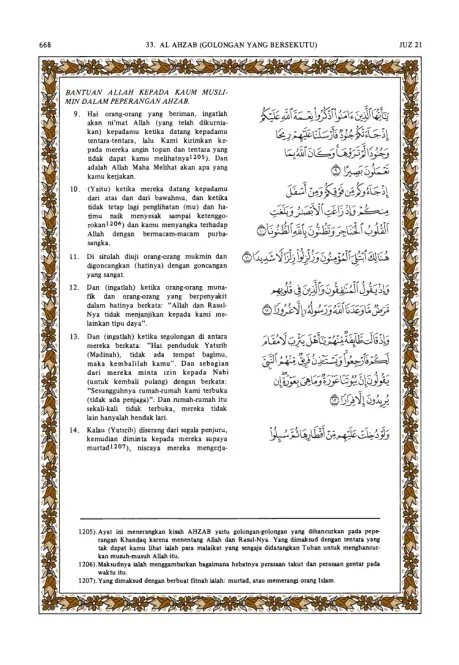 668
33. AL AHZAB (GOLONGAN YANG BERSEKUTU)
JUZ 21
BANTUAN ALLAH KEPADA KAUM MUSLI-
MIN DALAM PEPERANGAN AHZAB.
9. Hai orang-orang yang beriman, ingatlah
akan ni'mat Allah (yang telah dikurnia-
kan) kepadamu ketika datang kepadamu
tentara-tentara, lalu Kami kirimkan ke-
pada mereka angin topan dan tentara yang
tidak dapat kamu melihatnya1205). Dan
adalah Allah Maha Melihat akan apa yang
kamu kerjakan.
10. (Yaitu) ketika mereka datang kepadamu
dari atas dan dari bawahmu, dan ketika
tidak tetap lagi penglihatan (mu) dan ha-
timu naik menyesak sampai ketenggo-
rokan1206) dan kamu menyangka terhadap
Allah dengan bermacam-macam purba-
sangka.
11. Di situlah diuji orang-orang mukmin dan
digoncangkan (hatinya) dengan goncangan
yang sangat.
12. Dan (ingatlah) ketika orang-orang muna-
fik dan orang-orang yang berpenyakit
dalam hatinya berkata: "Allah dan Rasul-
Nya tidak menjanjikan kepada kami me-
lainkan tipu daya".
13. Dan (ingatlah) ketika segolongan di antara
mereka berkata: "Hai penduduk Yatsrib
(Madinah), tidak ada tempat bagimu,
maka kembalilah kamu". Dan sebagian
dari mereka minta izin kepada Nabi
(untuk kembali pulang) dengan berkata:
"Sesungguhnya rumah-rumah kami terbuka
(tidak ada penjaga)". Dan rumah-rumah itu
sekali-kali tidak terbuka, mereka tidak
lain hanyalah hendak lari.
14. Kalau (Yatsrib) diserang dari segala penjuru,
kemudian diminta kepada mereka supaya
murtad1207), niscaya mereka mengerja-
يَٰٓأَيُّهَا ٱلَّذِينَ ءَامَنُوا۟ ٱذْكُرُوا۟ نِعْمَةَ ٱللَّهِ عَلَيْكُمْ
إِذْ جَآءَتْكُمْ جُنُودٌ فَأَرْسَلْنَا عَلَيْهِمْ رِيحًا
وَجُنُودًا لَّمْ تَرَوْهَا وَكَانَ ٱللَّهُ بِمَا
تَعْمَلُونَ بَصِيرًا ٩
إِذْ جَآءُوكُم مِّن فَوْقِكُمْ وَمِنْ أَسْفَلَ
مِنكُمْ وَإِذْ زَاغَتِ ٱلْأَبْصَٰرُ وَبَلَغَتِ
ٱلْقُلُوبُ ٱلْحَنَاجِرَ وَتَظُنُّونَ بِٱللَّهِ ٱلظُّنُونَا۠ ١٠
هُنَالِكَ ٱبْتُلِىَ ٱلْمُؤْمِنُونَ وَزُلْزِلُوا۟ زِلْزَالًا شَدِيدًا ١١
وَإِذْ يَقُولُ ٱلْمُنَٰفِقُونَ وَٱلَّذِينَ فِى قُلُوبِهِم
مَّرَضٌ مَّا وَعَدَنَا ٱللَّهُ وَرَسُولُهُۥٓ إِلَّا غُرُورًا ١٢
وَإِذْ قَالَت طَّآئِفَةٌ مِّنْهُمْ يَٰٓأَهْلَ يَثْرِبَ لَا مُقَامَ
لَكُمْ فَٱرْجِعُوا۟ وَيَسْتَـْٔذِنُ فَرِيقٌ مِّنْهُمُ ٱلنَّبِىَّ
يَقُولُونَ إِنَّ بُيُوتَنَا عَوْرَةٌ وَمَا هِىَ بِعَوْرَةٍ إِن
يُرِيدُونَ إِلَّا فِرَارًا ١٣
وَلَوْ دُخِلَتْ عَلَيْهِم مِّنْ أَقْطَارِهَا ثُمَّ سُئِلُوا۟
1205). Ayat ini menerangkan kisah AHZAB yaitu golongan-golongan yang dihancurkan pada pepe-
rangan Khandaq karena menentang Allah dan Rasul-Nya. Yang dimaksud dengan tentara yang
tak dapat kamu lihat ialah para malaikat yang sengaja didatangkan Tuhan untuk menghancur-
kan musuh-musuh Allah itu.
1206). Maksudnya ialah menggambarkan bagaimana hebatnya perasaan takut dan perasaan gentar pada
waktu itu.
1207). Yang dimaksud dengan berbuat fitnah ialah: murtad, atau memerangi orang Islam.